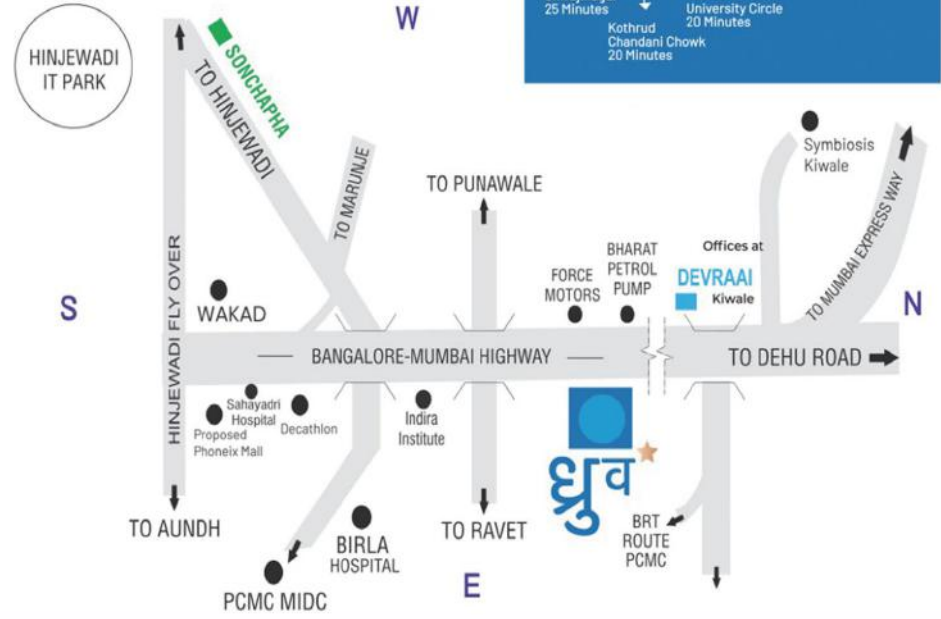 25 Minutes
University Circle
20 Minutes
Kothrud
Chandani Chowk
20 Minutes
W
HINJEWADI
IT PARK
SONCHAPHA
TO HINJEWADI
TO MARUNJE
TO PUNAWALE
Symbiosis
Kiwale
TO MUMBAI EXPRESS WAY
HINJEWADI FLY OVER
S
WAKAD
FORCE
MOTORS
BHARAT
PETROL
PUMP
Offices at
DEVRAAI
Kiwale
N
BANGALORE-MUMBAI HIGHWAY
TO DEHU ROAD
Sahayadri
Hospital
Proposed
Phoneix Mall
Decathlon
Indira
Institute
ध्रुव
TO AUNDH
BIRLA
HOSPITAL
TO RAVET
BRT
ROUTE
PCMC
PCMC MIDC
E